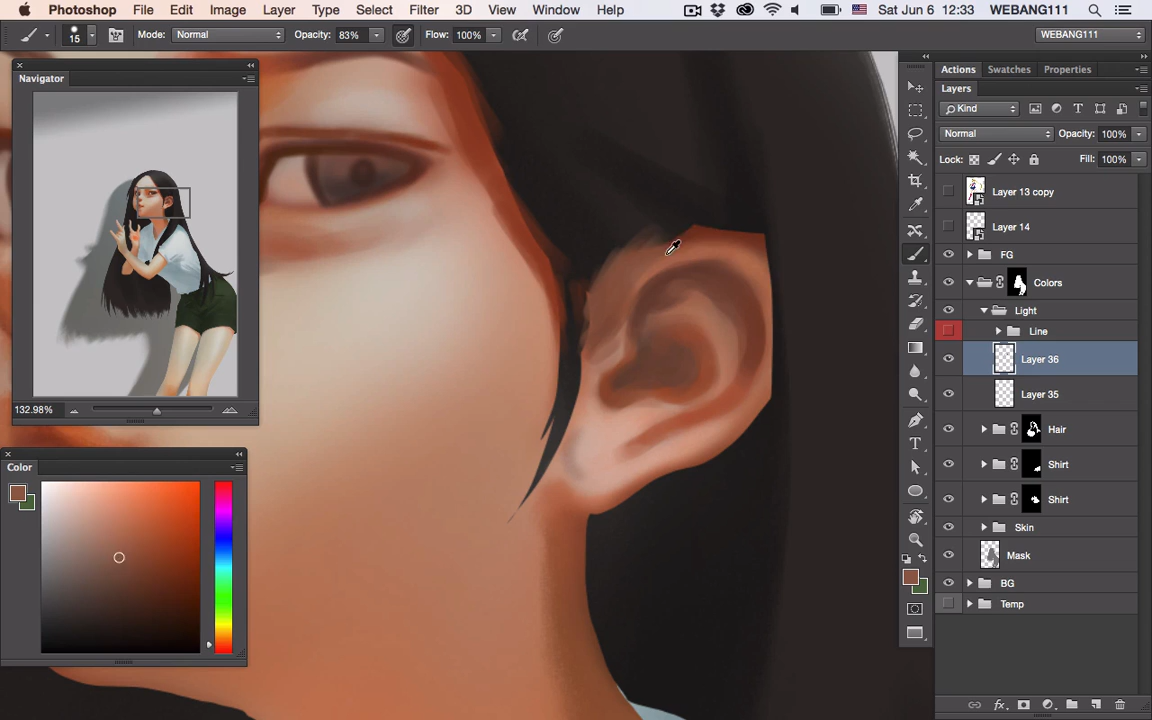 Photoshop File Edit Image Layer Type Select Filter 3D View Window Help Sat Jun 6 12:33 WEBANG111
15 Mode: Normal Opacity: 83% Flow: 100% WEBANG111
Navigator
132.98%
Color
Actions Swatches Properties
Layers
Kind
Normal Opacity: 100%
Lock: Fill: 100%
Layer 13 copy
Layer 14
FG
Colors
Light
Line
Layer 36
Layer 35
Hair
Shirt
Shirt
Skin
Mask
BG
Temp